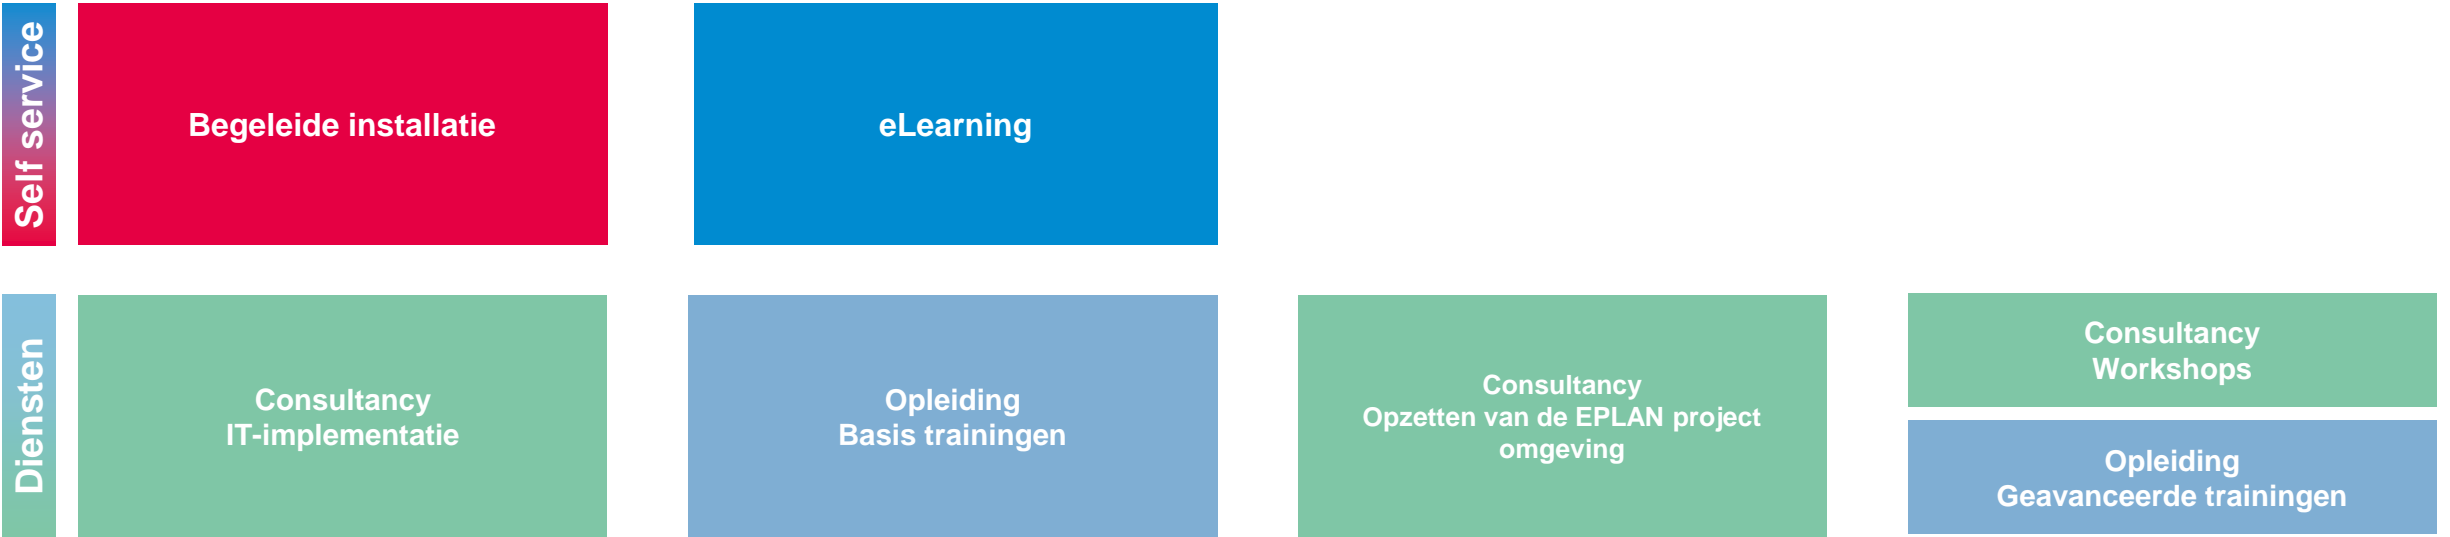 Self service
Begeleide installatie
eLearning
Diensten
Consultancy
IT-implementatie
Opleiding
Basis trainingen
Consultancy
Opzetten van de EPLAN project
omgeving
Consultancy
Workshops
Opleiding
Geavanceerde trainingen